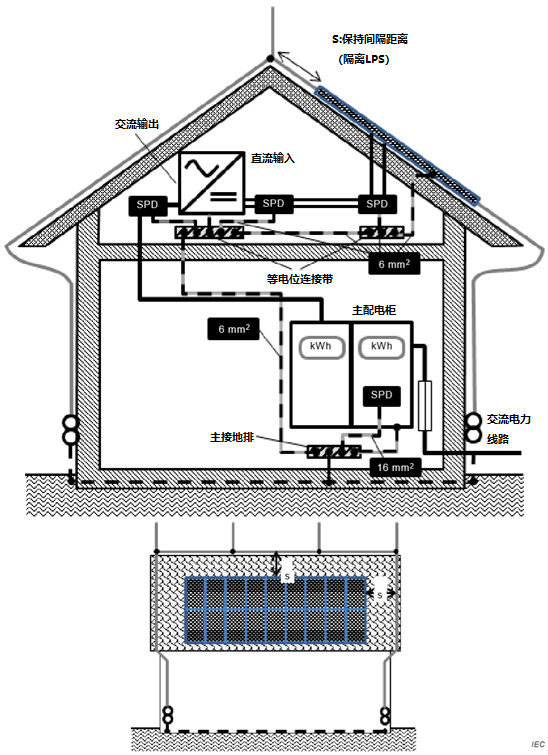 S:保持间隔距离
(隔离LPS)
交流输出
直流输入
SPD
SPD
SPD
6 mm²
等电位连接带
主配电柜
6 mm²
kWh
kWh
SPD
交流电力
线路
主接地排
16 mm²
s
s
IEC